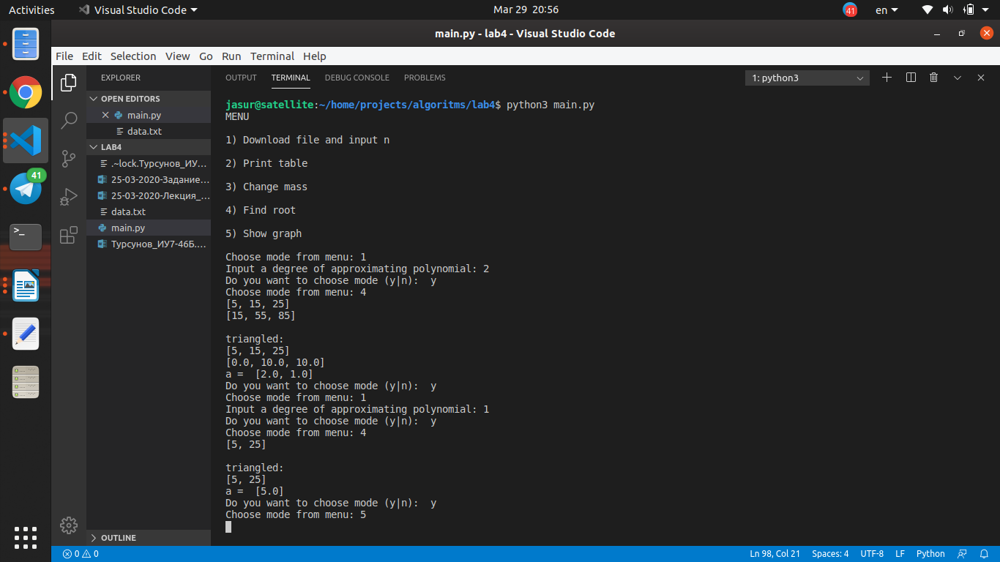 Activities
Visual Studio Code
Mar 29 20:56
41
en
main.py - lab4 - Visual Studio Code
File Edit Selection View Go Run Terminal Help
EXPLORER
OPEN EDITORS
main.py
data.txt
LAB4
.~lock.Турсунов_ИУ...
25-03-2020-Задание...
25-03-2020-Лекция_...
data.txt
main.py
Турсунов_ИУ7-46Б....
OUTLINE
41
>_
OUTPUT TERMINAL DEBUG CONSOLE PROBLEMS
1: python3
jasur@satellite:~/home/projects/algoritms/lab4$ python3 main.py
MENU
1) Download file and input n
2) Print table
3) Change mass
4) Find root
5) Show graph
Choose mode from menu: 1
Input a degree of approximating polynomial: 2
Do you want to choose mode (y|n):  y
Choose mode from menu: 4
[5, 15, 25]
[15, 55, 85]
triangled:
[5, 15, 25]
[0.0, 10.0, 10.0]
a =  [2.0, 1.0]
Do you want to choose mode (y|n):  y
Choose mode from menu: 1
Input a degree of approximating polynomial: 1
Do you want to choose mode (y|n):  y
Choose mode from menu: 4
[5, 25]
triangled:
[5, 25]
a =  [5.0]
Do you want to choose mode (y|n):  y
Choose mode from menu: 5
0 0
Ln 98, Col 21 Spaces: 4 UTF-8 LF Python